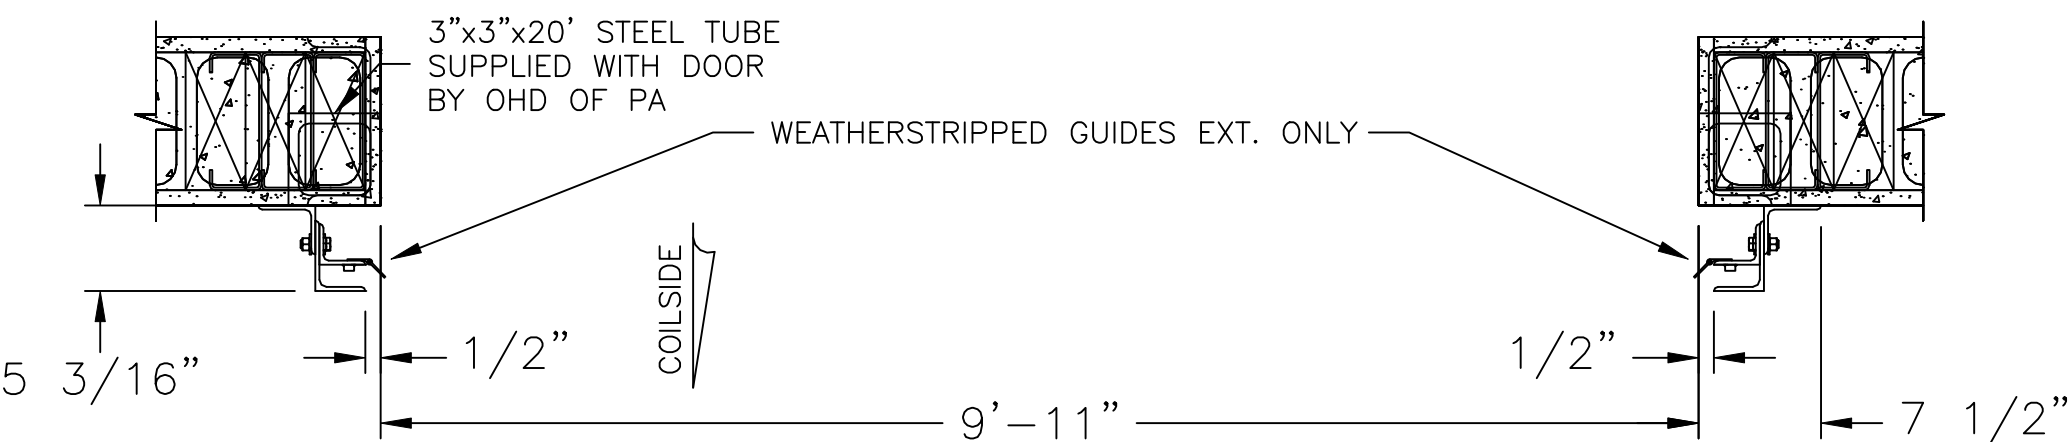 3”x3”x20’ STEEL TUBE
SUPPLIED WITH DOOR
BY OHD OF PA
WEATHERSTRIPPED GUIDES EXT. ONLY
COILSIDE
5 3/16”
1/2”
1/2”
9’–11”
7 1/2”